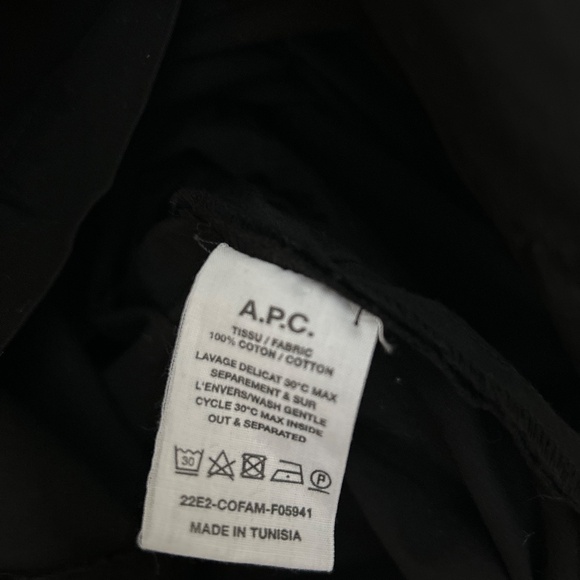 A.P.C.
TISSU / FABRIC
100% COTON / COTTON
LAVAGE DELICAT 30°C MAX
SEPAREMENT & SUR
L'ENVERS/WASH GENTLE
CYCLE 30°C MAX INSIDE
OUT & SEPARATED
30 P
22E2-COFAM-F05941
MADE IN TUNISIA